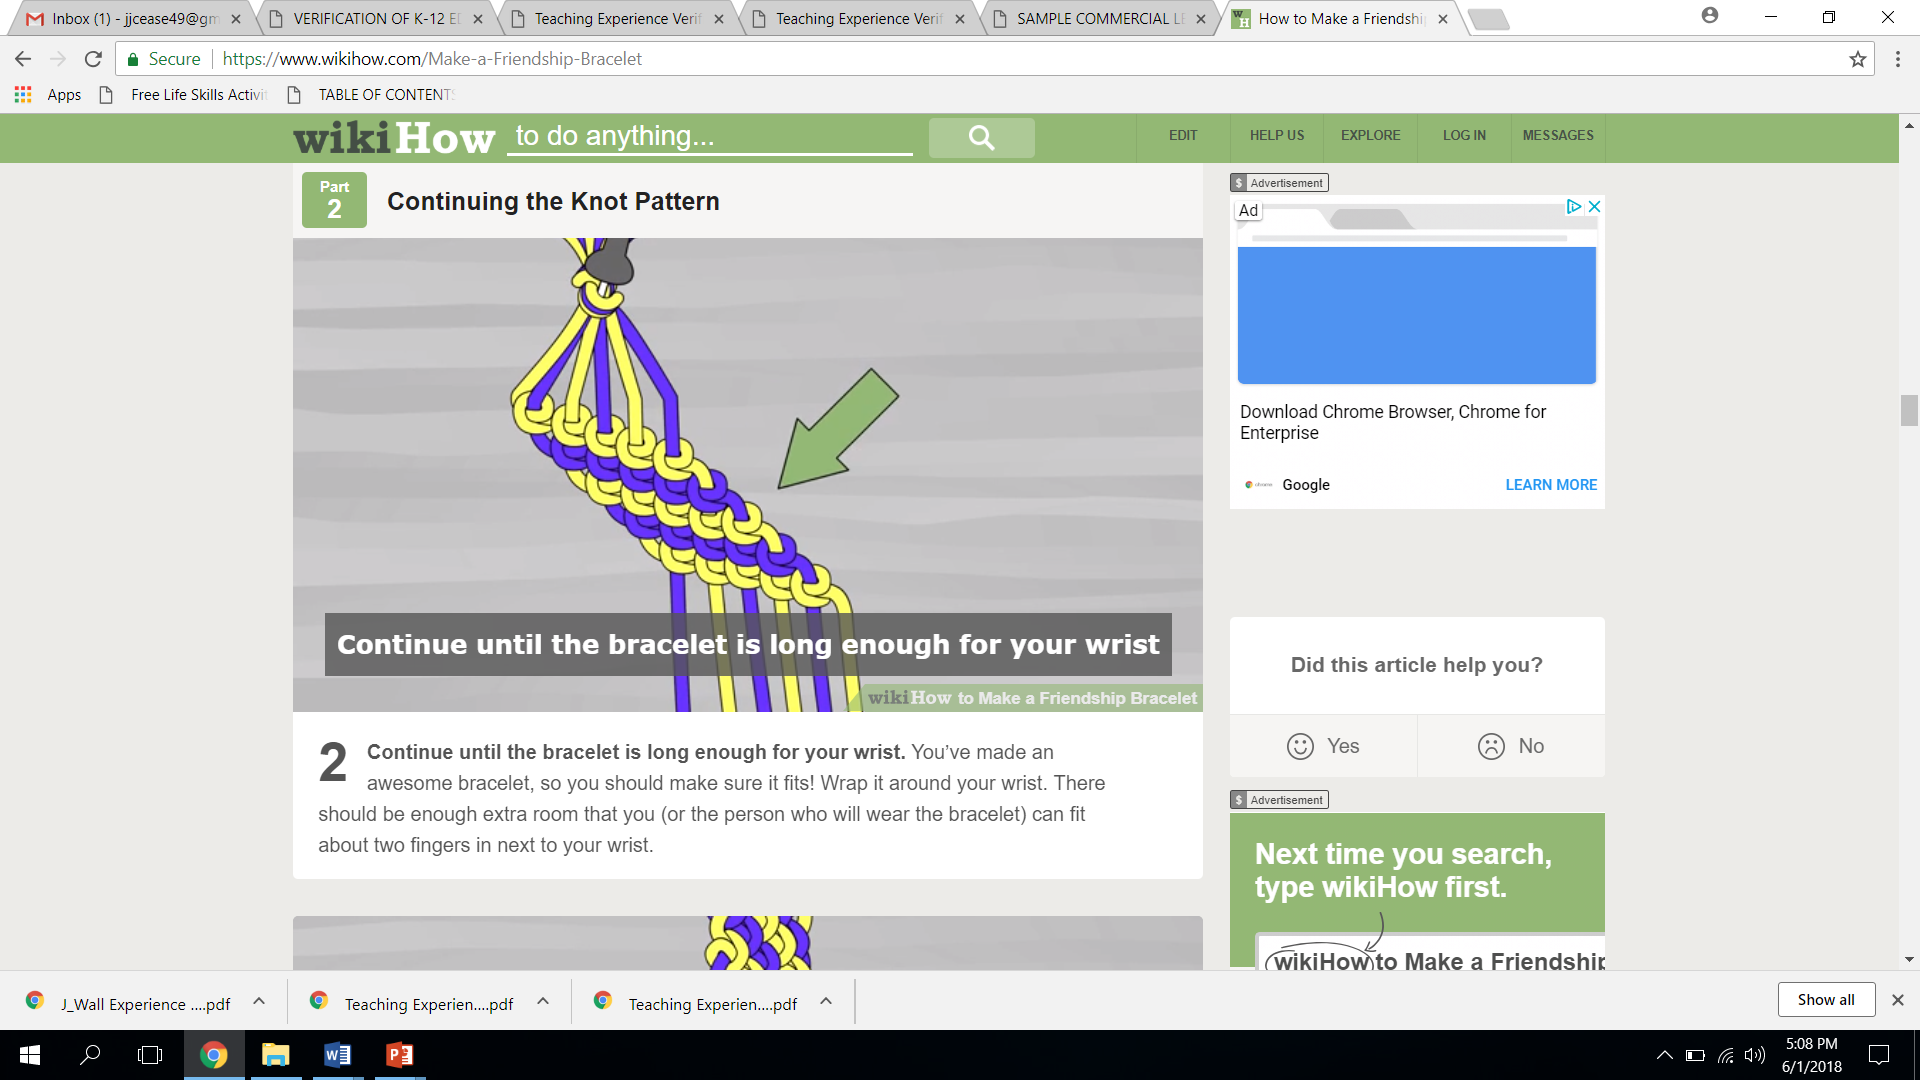 Inbox (1) - jjcease49@gm
VERIFICATION OF K-12 E
Teaching Experience Verif
Teaching Experience Verif
SAMPLE COMMERCIAL LE
How to Make a Friendshi
Secure
https://www.wikihow.com/Make-a-Friendship-Bracelet
Apps
Free Life Skills Activit
TABLE OF CONTENTS
wikiHow to do anything...
EDIT
HELP US
EXPLORE
LOG IN
MESSAGES
Part
2
Continuing the Knot Pattern
Continue until the bracelet is long enough for your wrist
wikiHow to Make a Friendship Bracelet
2 Continue until the bracelet is long enough for your wrist. You’ve made an
awesome bracelet, so you should make sure it fits! Wrap it around your wrist. There
should be enough extra room that you (or the person who will wear the bracelet) can fit
about two fingers in next to your wrist.
$ Advertisement
Ad
Download Chrome Browser, Chrome for
Enterprise
chrome
Google
LEARN MORE
Did this article help you?
Yes
No
$ Advertisement
Next time you search,
type wikiHow first.
wikiHow to Make a Friendship
J_Wall Experience ....pdf
Teaching Experien....pdf
Teaching Experien....pdf
Show all
5:08 PM
6/1/2018